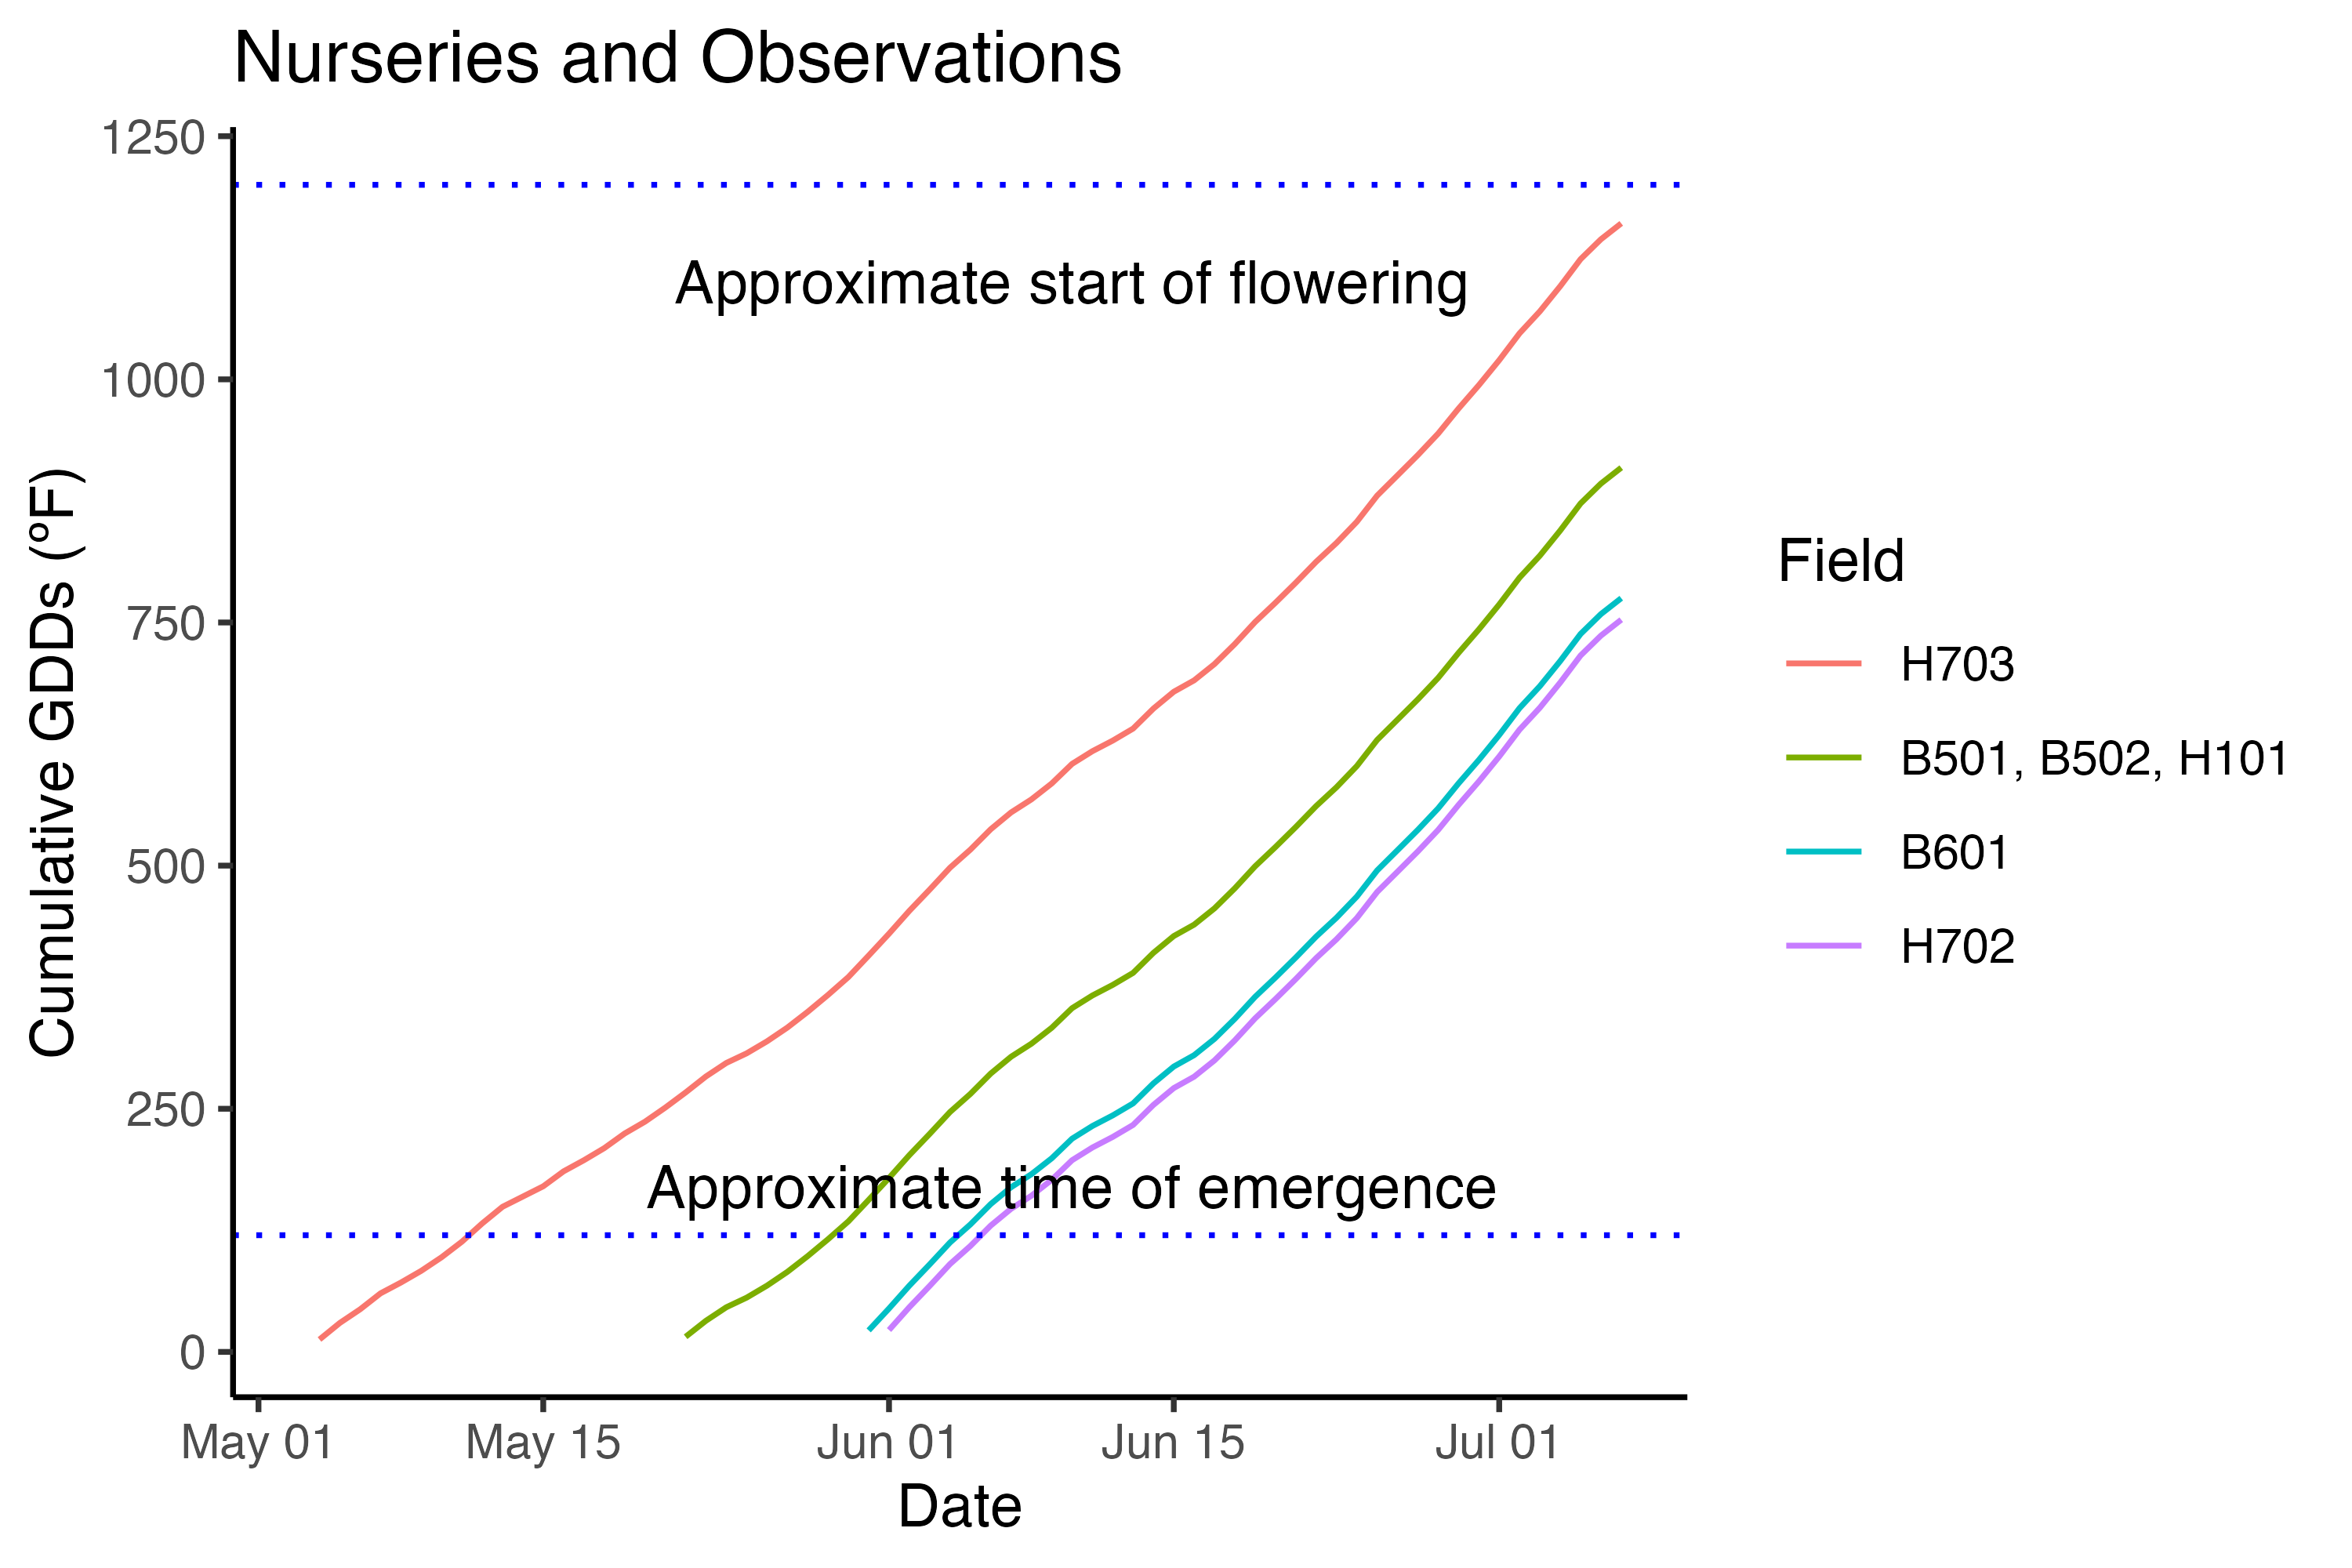 Nurseries and Observations
1250
1000
750
500
250
0
Cumulative GDDs (ºF)
Approximate start of flowering
Approximate time of emergence
May 01
May 15
Jun 01
Jun 15
Jul 01
Date
Field
H703
B501, B502, H101
B601
H702